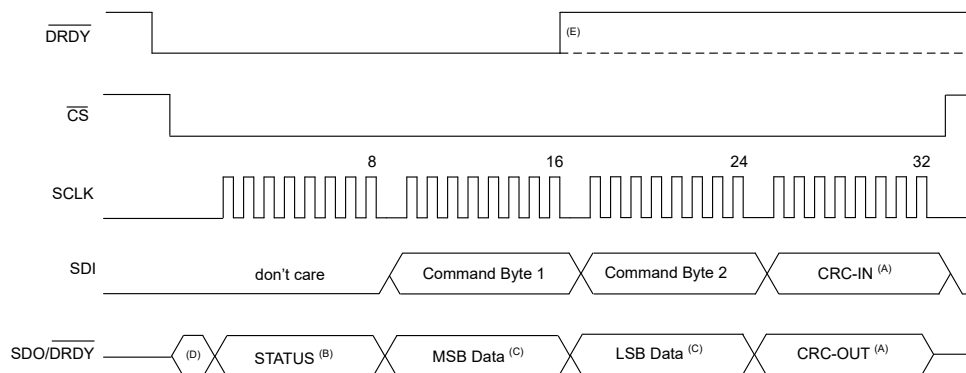 DRDY (E)
CS
8 16 24 32
SCLK
SDI don't care Command Byte 1 Command Byte 2 CRC-IN (A)
SDO/DRDY (D) STATUS (B) MSB Data (C) LSB Data (C) CRC-OUT (A)